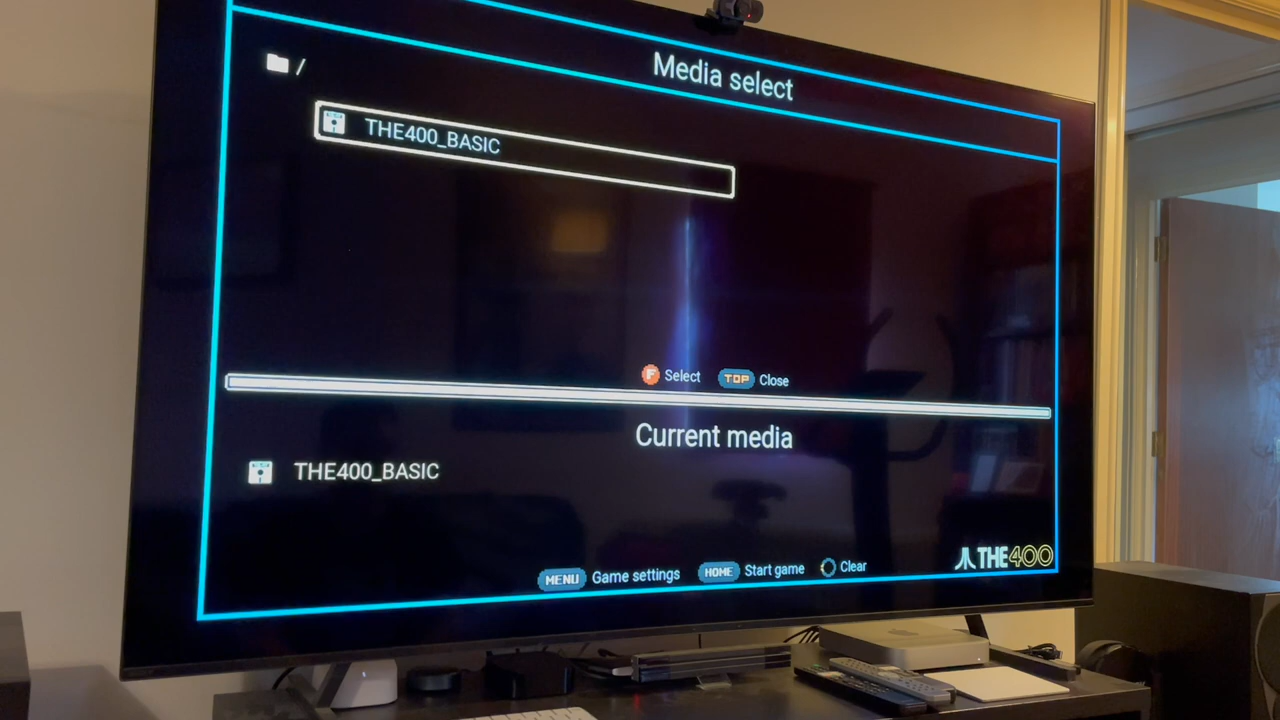 /
Media select
THE400_BASIC
F Select TOP Close
Current media
THE400_BASIC
THE400
MENU Game settings HOME Start game Clear